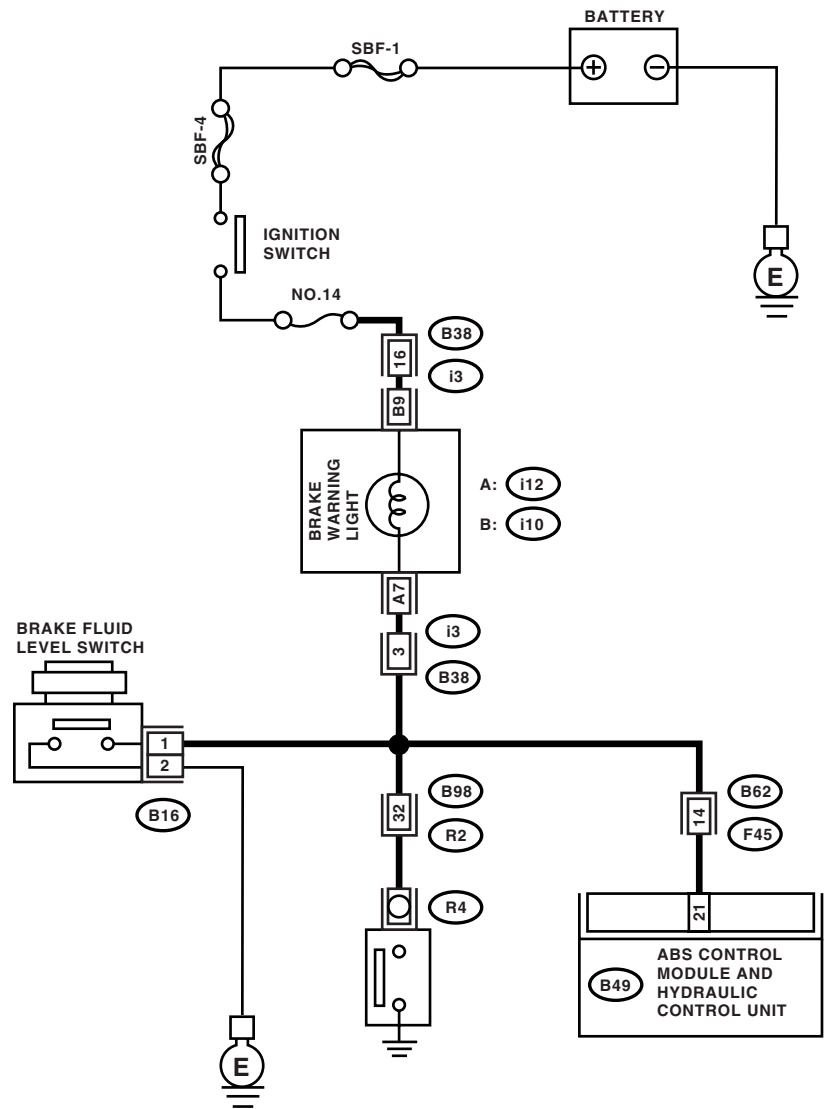 BATTERY
SBF-1
SBF-4
E
IGNITION
SWITCH
NO.14
B38
16
i3
B9
BRAKE
WARNING
LIGHT
A: i12
B: i10
A7
i3
3
B38
BRAKE FLUID
LEVEL SWITCH
1
2
B16
B98
32
R2
R4
B62
14
F45
21
B49
ABS CONTROL
MODULE AND
HYDRAULIC
CONTROL UNIT
E